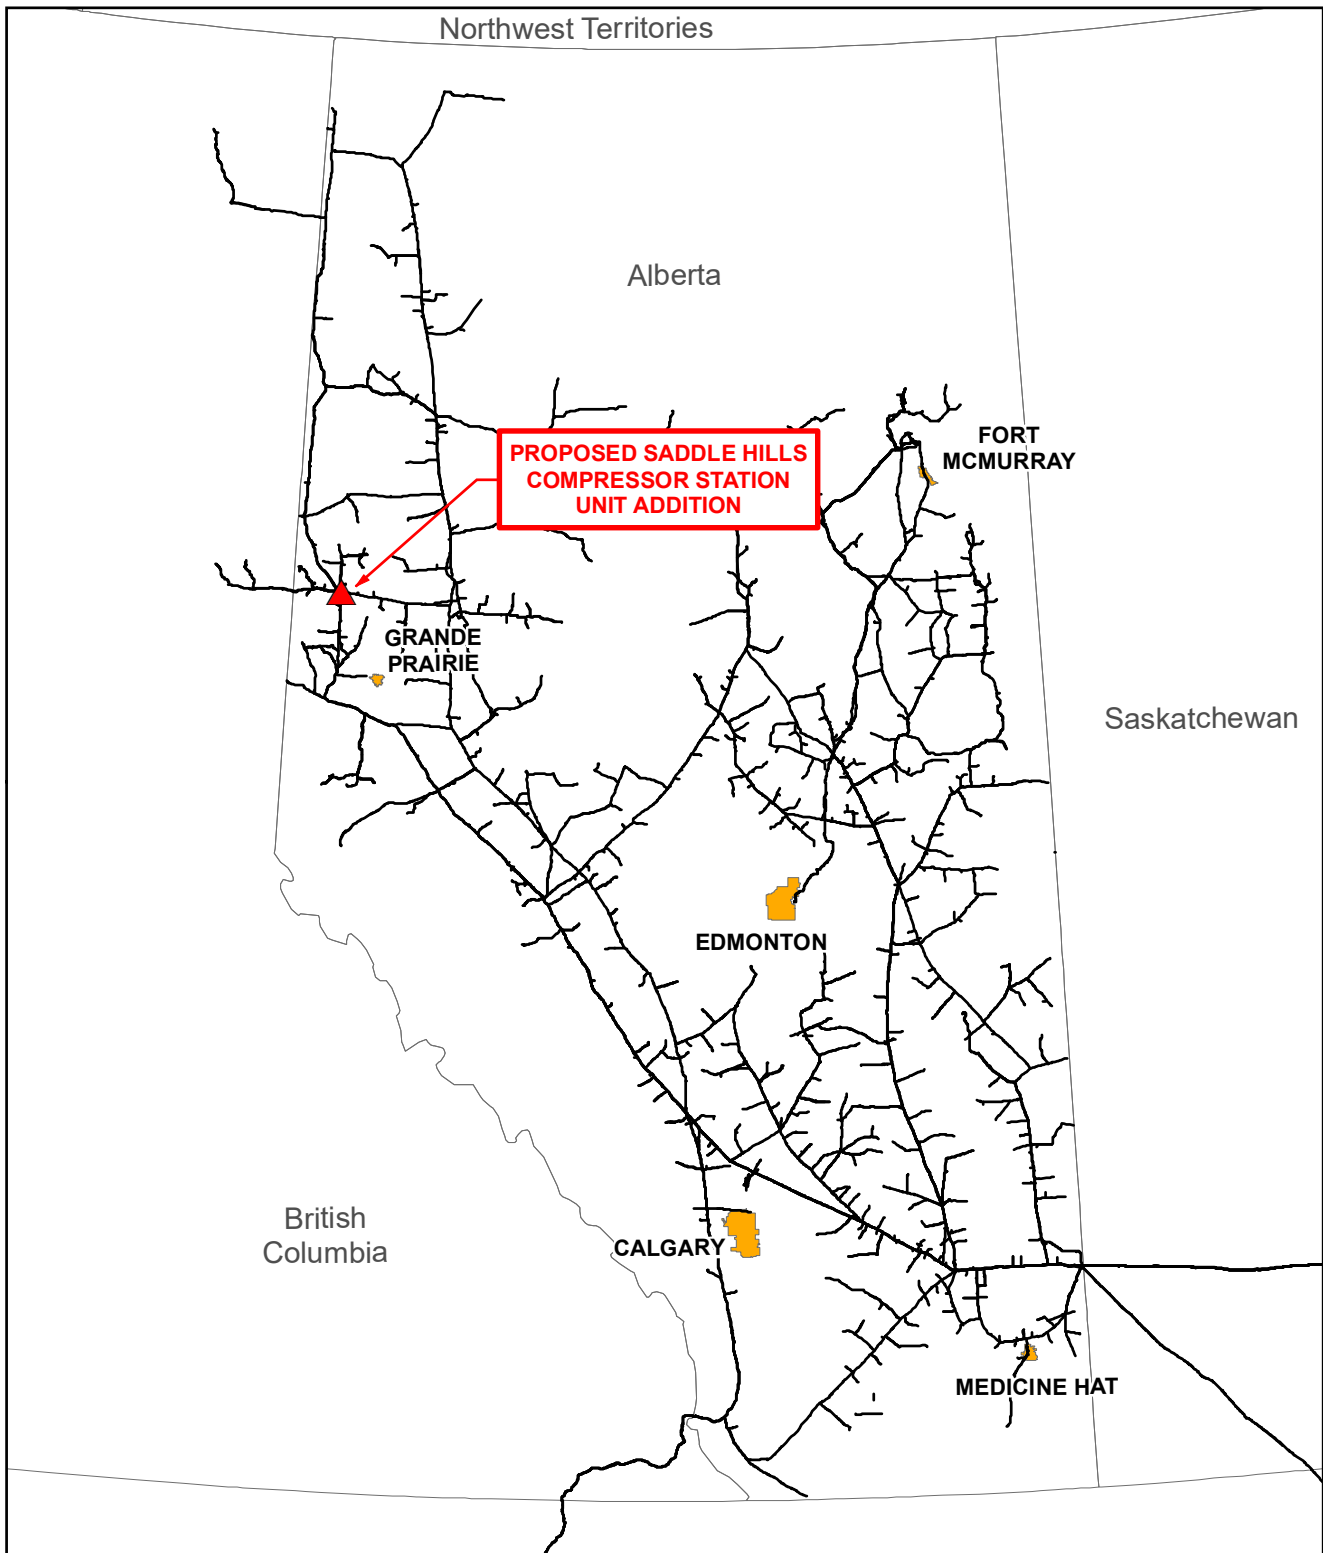 Northwest Territories
Alberta
FORT
MCMURRAY
PROPOSED SADDLE HILLS
COMPRESSOR STATION
UNIT ADDITION
GRANDE
PRAIRIE
Saskatchewan
EDMONTON
British
Columbia
CALGARY
MEDICINE HAT